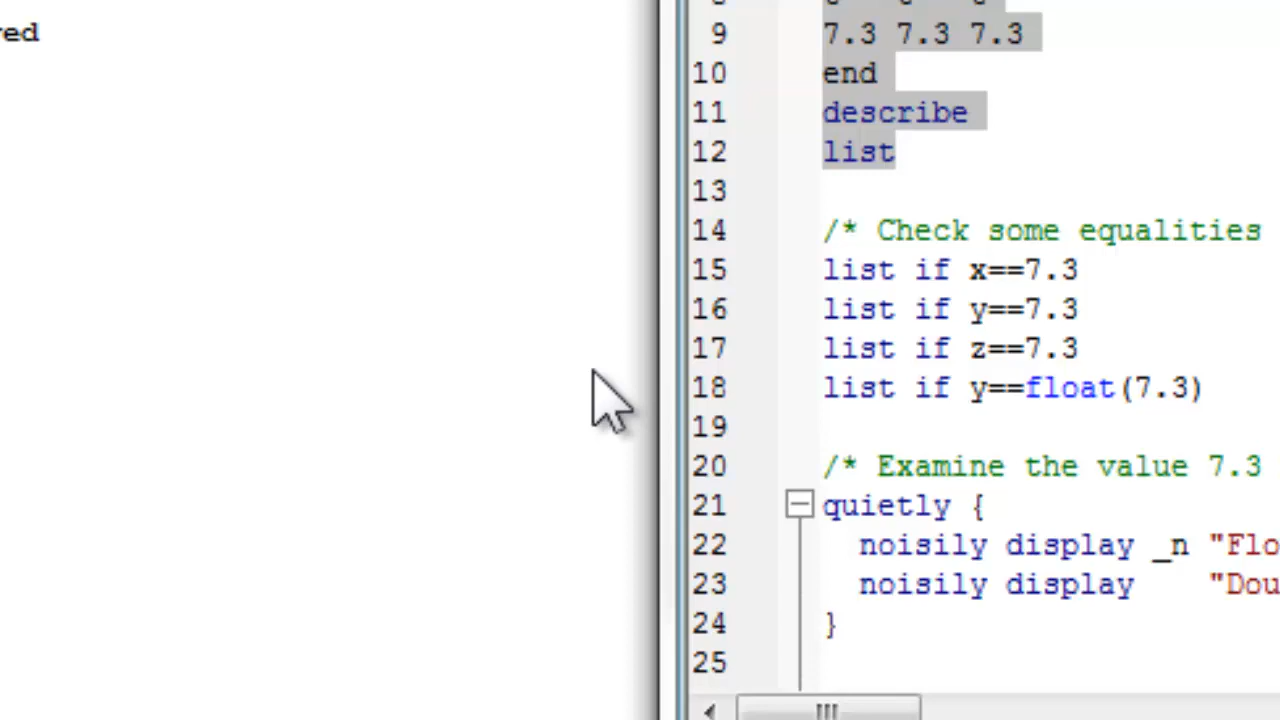 red
9 7.3 7.3 7.3
10 end
11 describe
12 list
13
14 /* Check some equalities
15 list if x==7.3
16 list if y==7.3
17 list if z==7.3
18 list if y==float(7.3)
19
20 /* Examine the value 7.3
21 quietly {
22 noisily display _n "Flo
23 noisily display "Dou
24 }
25